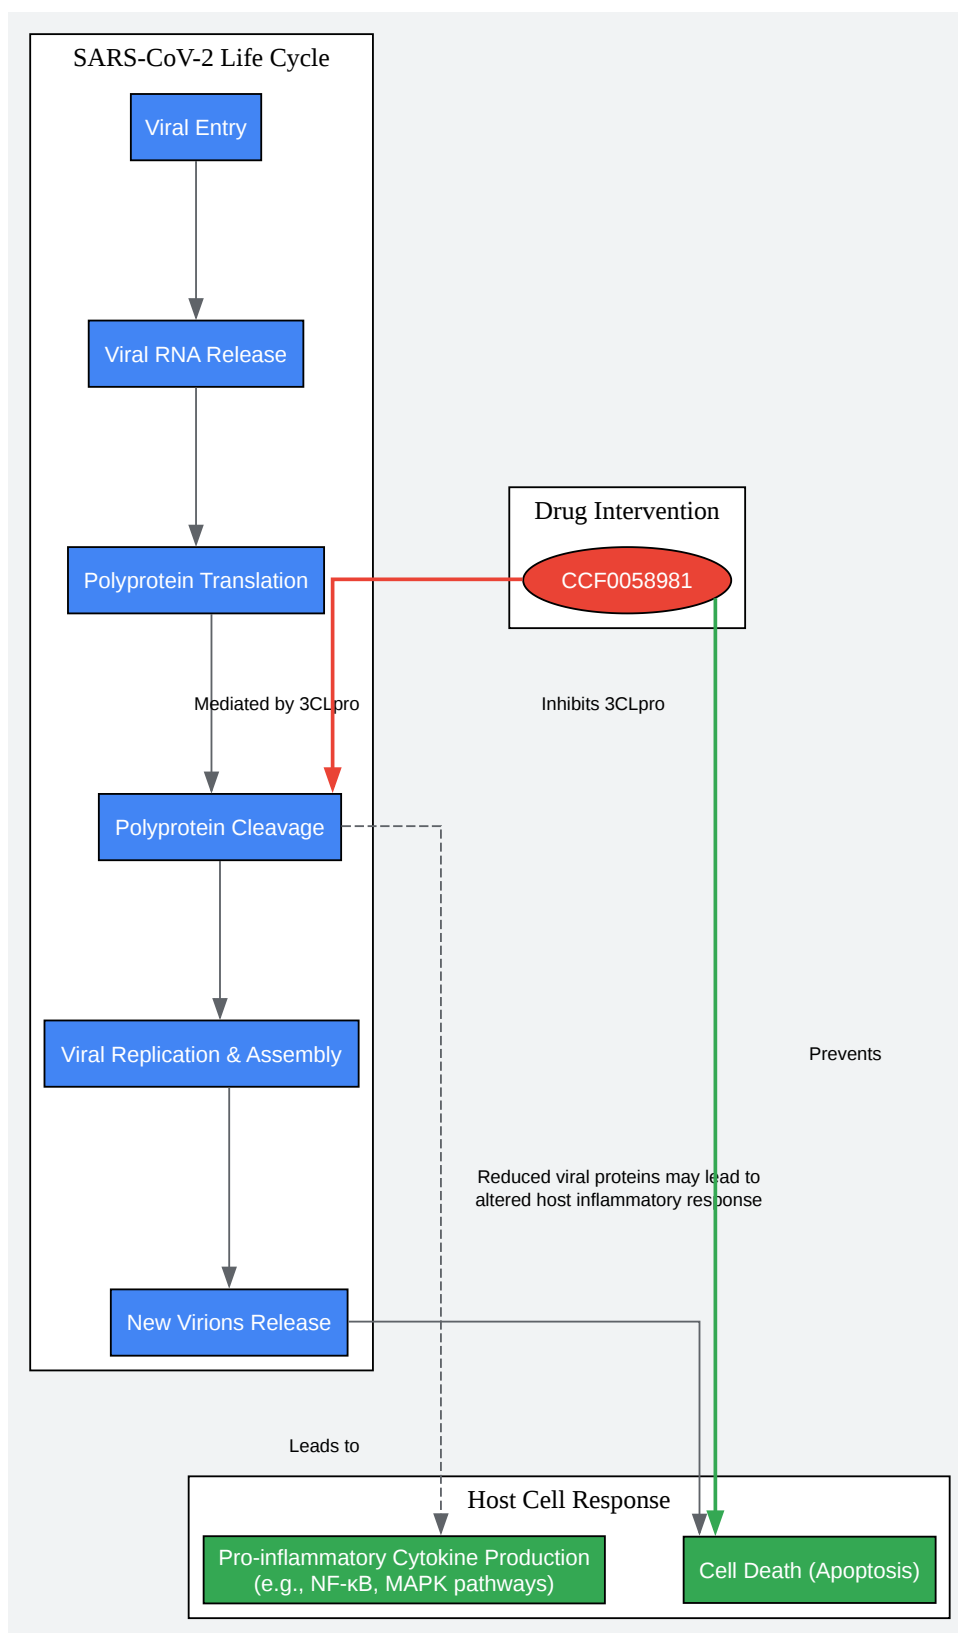 SARS-CoV-2 Life Cycle
Viral Entry
Viral RNA Release
Drug Intervention
Polyprotein Translation
CCF0058981
Mediated by 3CLpro
Inhibits 3CLpro
Polyprotein Cleavage
Viral Replication & Assembly
Prevents
Reduced viral proteins may lead to
altered host inflammatory response
New Virions Release
Leads to
Host Cell Response
Pro-inflammatory Cytokine Production
(e.g., NF-κB, MAPK pathways)
Cell Death (Apoptosis)